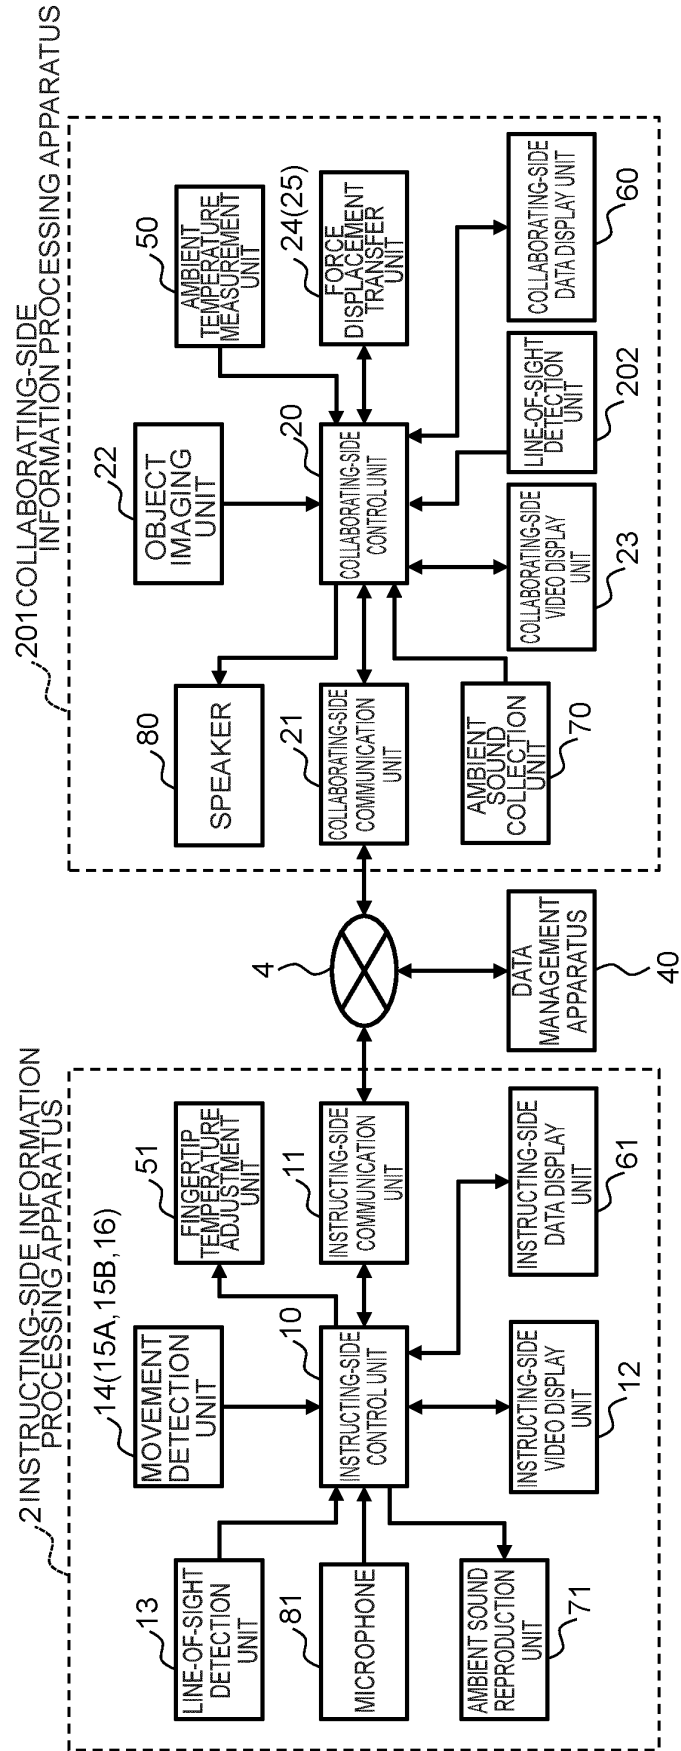 2 INSTRUCTING-SIDE INFORMATION
PROCESSING APPARATUS
13
LINE-OF-SIGHT
DETECTION
UNIT
14(15A,15B,16)
MOVEMENT
DETECTION
UNIT
51
FINGERTIP
TEMPERATURE
ADJUSTMENT
UNIT
81
MICROPHONE
10
INSTRUCTING-SIDE
CONTROL UNIT
11
INSTRUCTING-SIDE
COMMUNICATION
UNIT
AMBIENT SOUND
REPRODUCTION
UNIT
71
INSTRUCTING-SIDE
VIDEO DISPLAY
UNIT
12
INSTRUCTING-SIDE
DATA DISPLAY
UNIT
61
4
DATA
MANAGEMENT
APPARATUS
40
201 COLLABORATING-SIDE
INFORMATION PROCESSING APPARATUS
80
SPEAKER
22
OBJECT
IMAGING
UNIT
50
AMBIENT
TEMPERATURE
MEASUREMENT
UNIT
21
COLLABORATING-SIDE
COMMUNICATION
UNIT
20
COLLABORATING-SIDE
CONTROL UNIT
24(25)
FORCE
DISPLACEMENT
TRANSFER
UNIT
AMBIENT
SOUND
COLLECTION
UNIT
70
COLLABORATING-SIDE
VIDEO DISPLAY
UNIT
23
LINE-OF-SIGHT
DETECTION
UNIT
202
COLLABORATING-SIDE
DATA DISPLAY UNIT
60